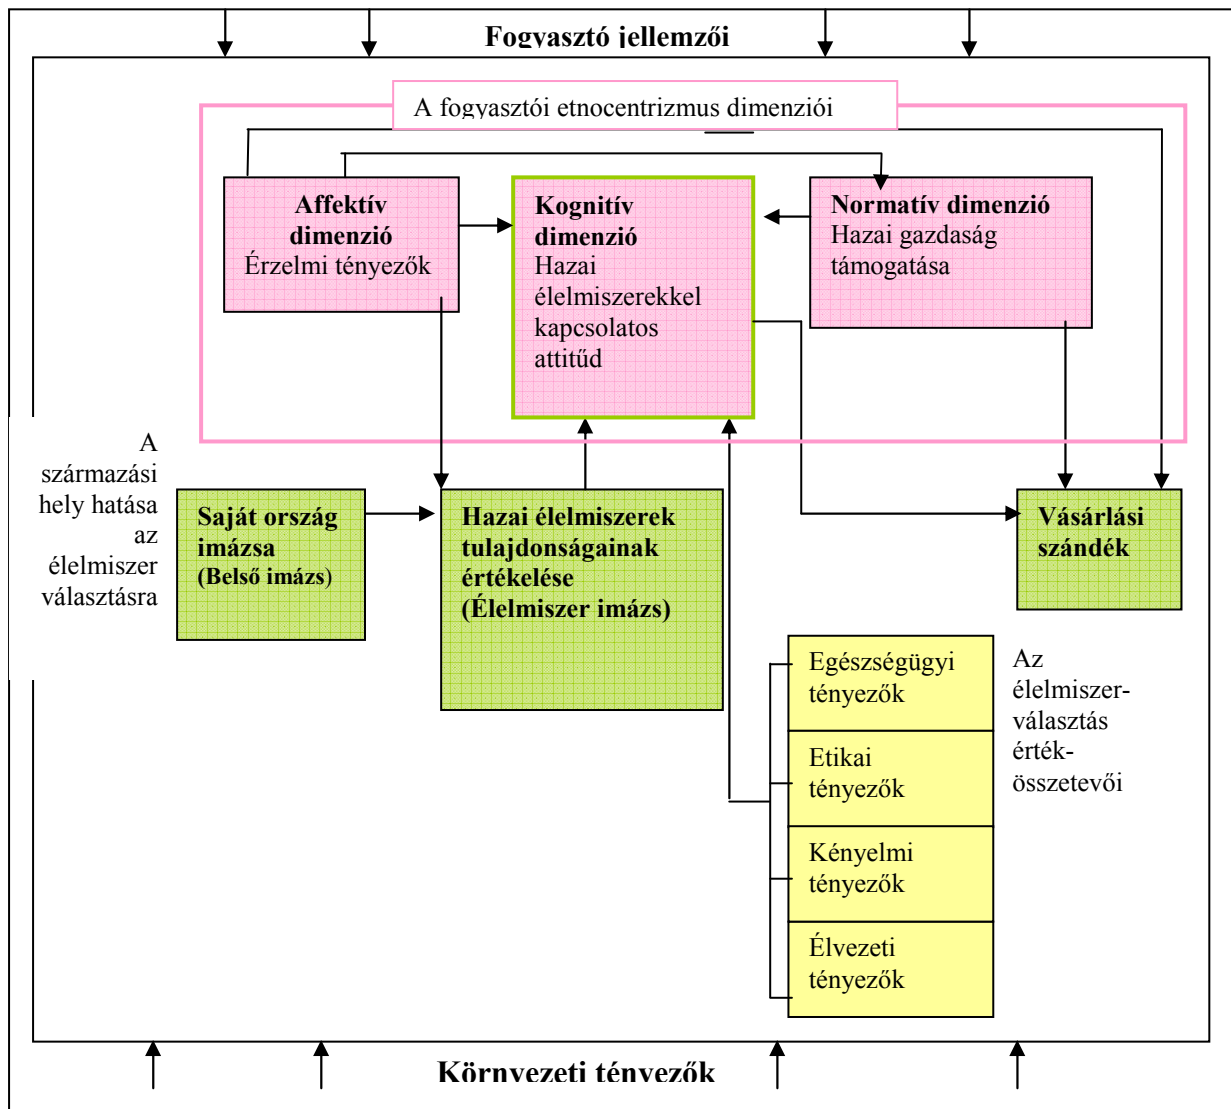 Fogyasztó jellemzői
A fogyasztói etnocentrizmus dimenziói
Affektív
dimenzió
Érzelmi tényezők
Kognitív
dimenzió
Hazai
élelmiszerekkel
kapcsolatos
attitűd
Normatív dimenzió
Hazai gazdaság
támogatása
A
származási
hely hatása
az
élelmiszer
választásra
Saját ország
imázsa
(Belső imázs)
Hazai élelmiszerek
tulajdonságainak
értékelése
(Élelmiszer imázs)
Vásárlási
szándék
Egészségügyi
tényezők
Etikai
tényezők
Kényelmi
tényezők
Élvezeti
tényezők
Az
élelmiszer-
választás
érték-
összetevői
Környezeti tényezők